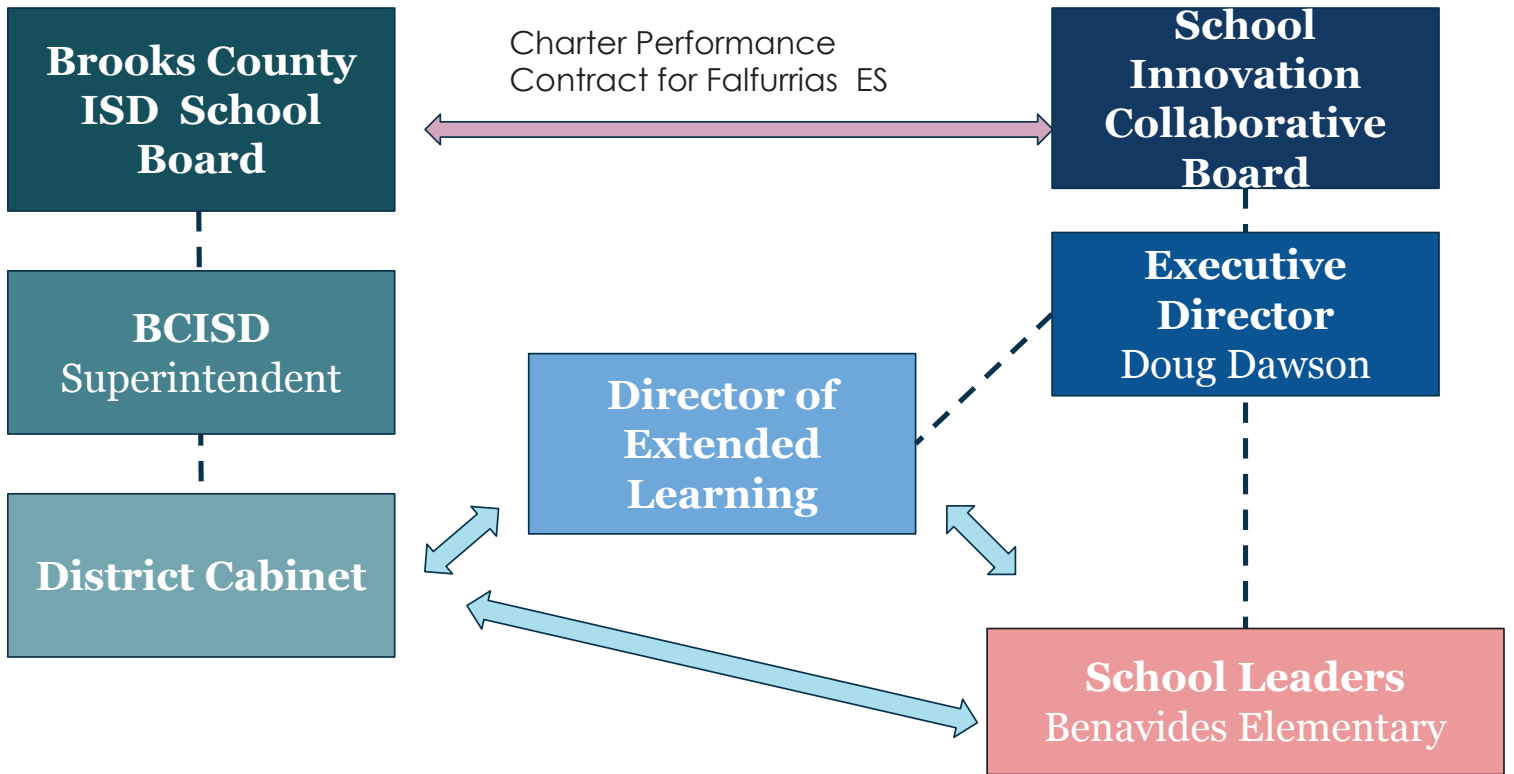 Brooks County
ISD School
Board
Charter Performance
Contract for Falfurrias ES
School
Innovation
Collaborative
Board
BCISD
Superintendent
Executive
Director
Doug Dawson
Director of
Extended
Learning
District Cabinet
School Leaders
Benavides Elementary